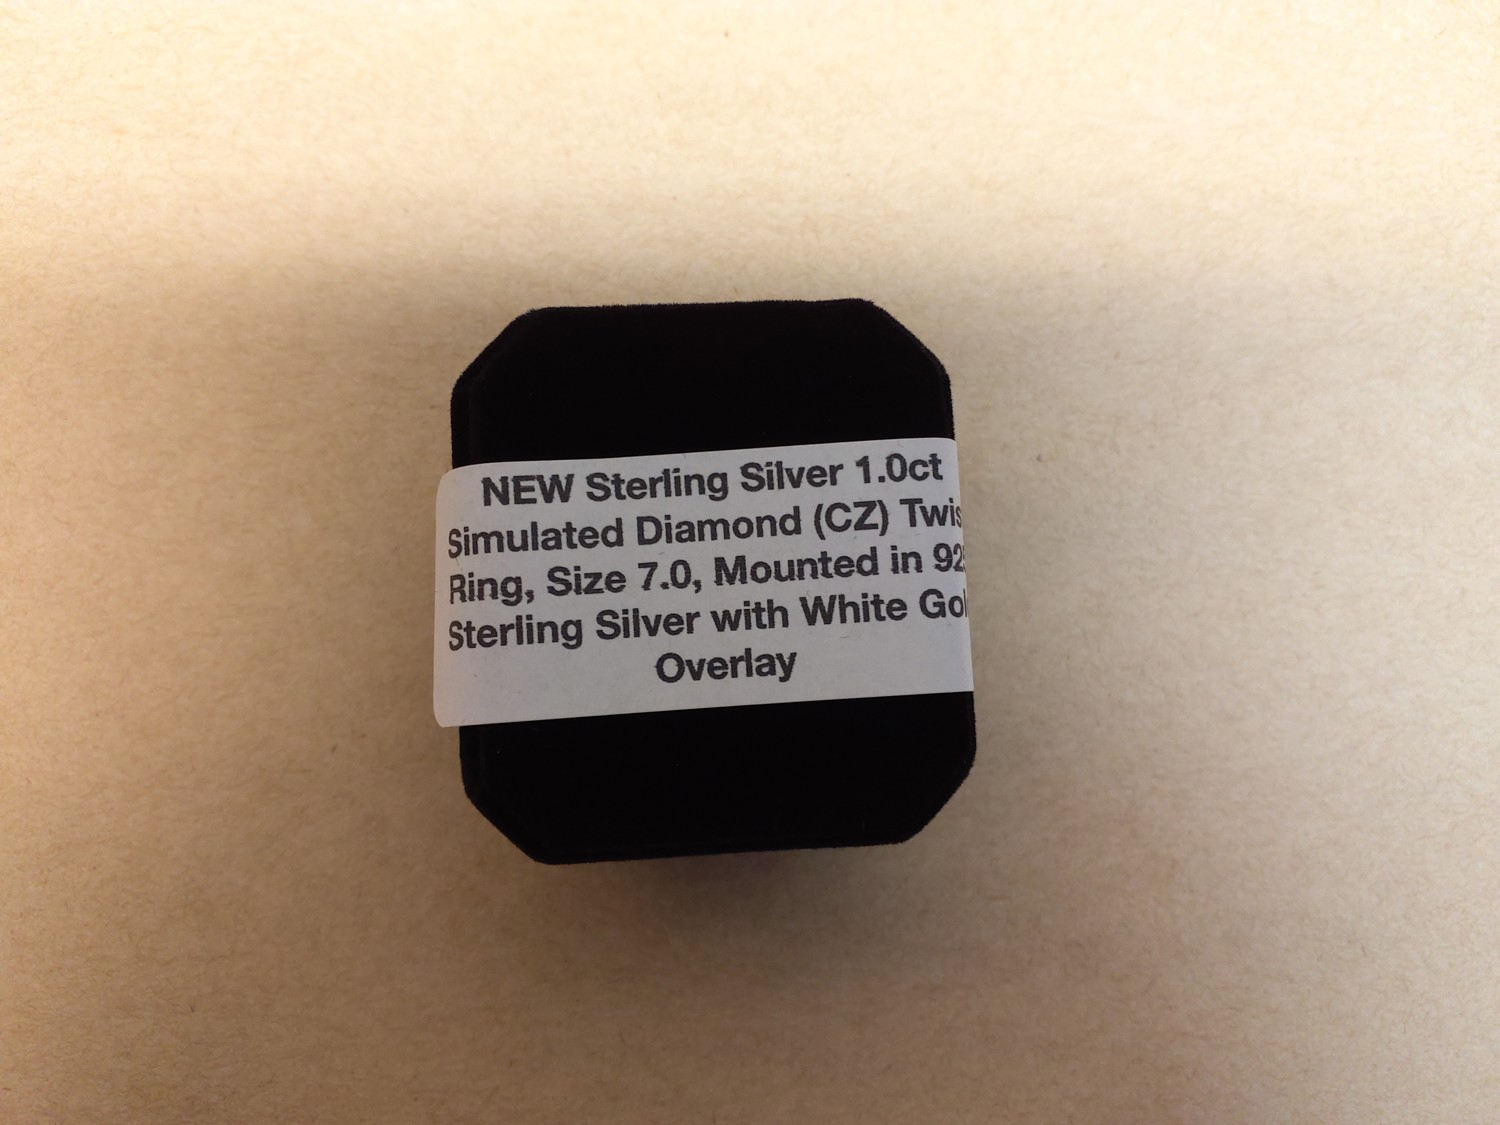 NEW Sterling Silver 1.0ct
Simulated Diamond (CZ) Twis
Ring, Size 7.0, Mounted in 925
Sterling Silver with White Gol
Overlay